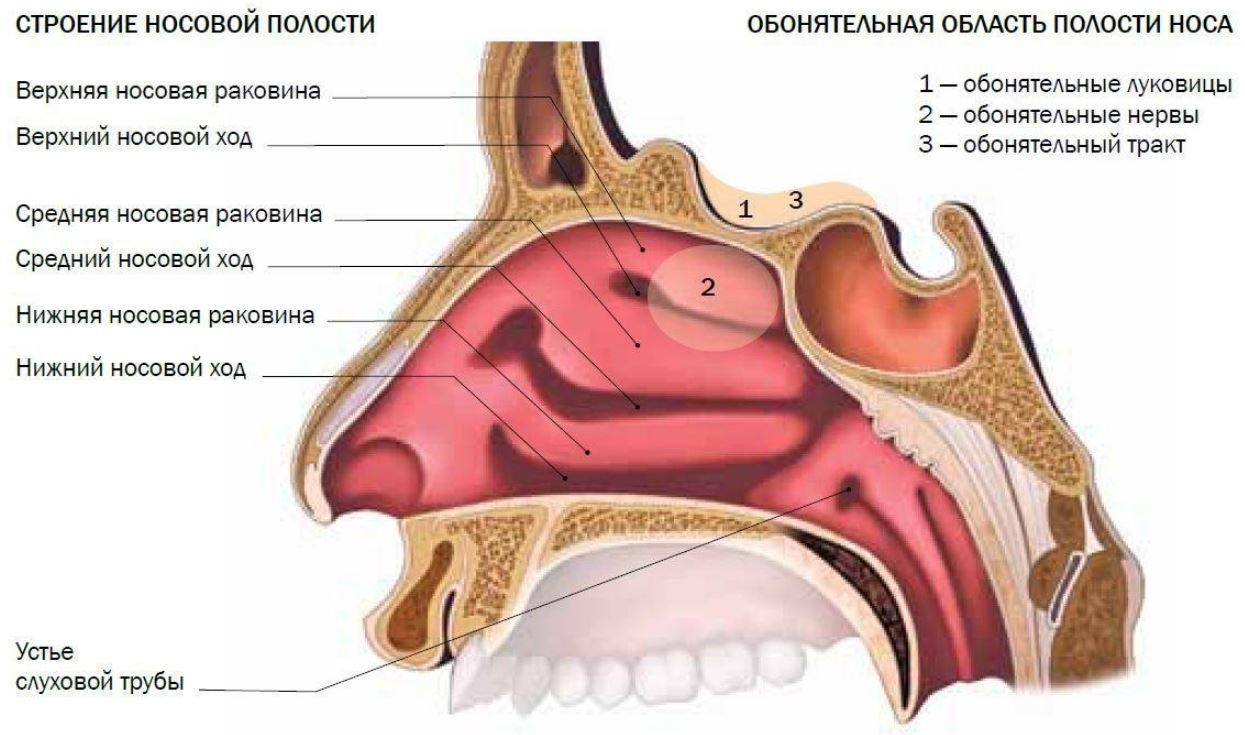 СТРОЕНИЕ НОСОВОЙ ПОЛОСТИ
ОБОНЯТЕЛЬНАЯ ОБЛАСТЬ ПОЛОСТИ НОСА
Верхняя носовая раковина
Верхний носовой ход
Средняя носовая раковина
Средний носовой ход
Нижняя носовая раковина
Нижний носовой ход
Устье
слуховой трубы
1 — обонятельные луковицы
2 — обонятельные нервы
3 — обонятельный тракт
1
3
2